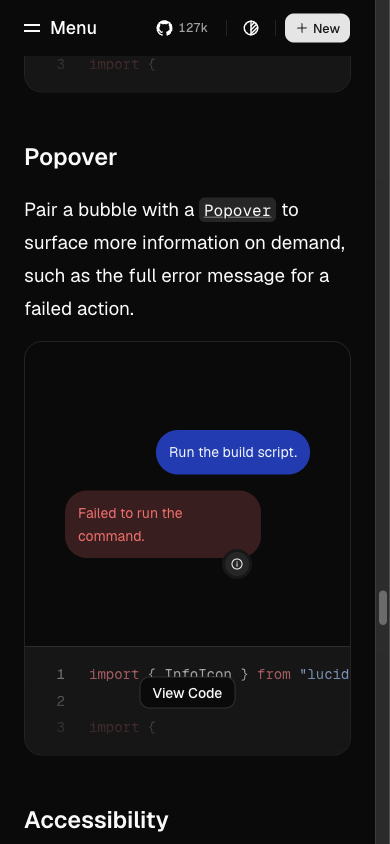 Menu
127k
New
3 import {
Popover
Pair a bubble with a Popover to
surface more information on demand,
such as the full error message for a
failed action.
Run the build script.
Failed to run the
command.
1 import { InfoIcon } from "lucid
View Code
2
3 import {
Accessibility